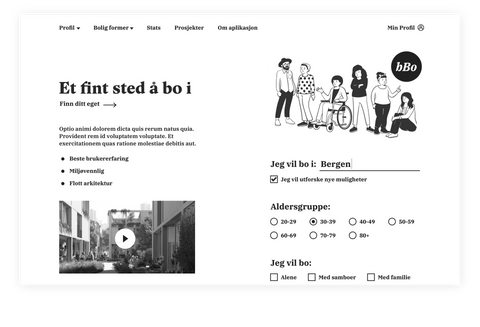 Profil
Bolig former
Stats
Prosjekter
Om aplikasjon
Min Profil
Et fint sted å bo i
Finn ditt eget
Optio animi dolorem dicta quis rerum natus quia.
Provident rem id voluptatem voluptate. Et
exercitationem quas ratione molestiae debitis aut.
Beste brukererfaring
Miljøvennlig
Flott arkitektur
bBo
Jeg vil bo i: Bergen
Jeg vil utforske nye muligheter
Aldersgruppe:
20-29 30-39 40-49 50-59
60-69 70-79 80+
Jeg vil bo:
Alene Med samboer Med familie